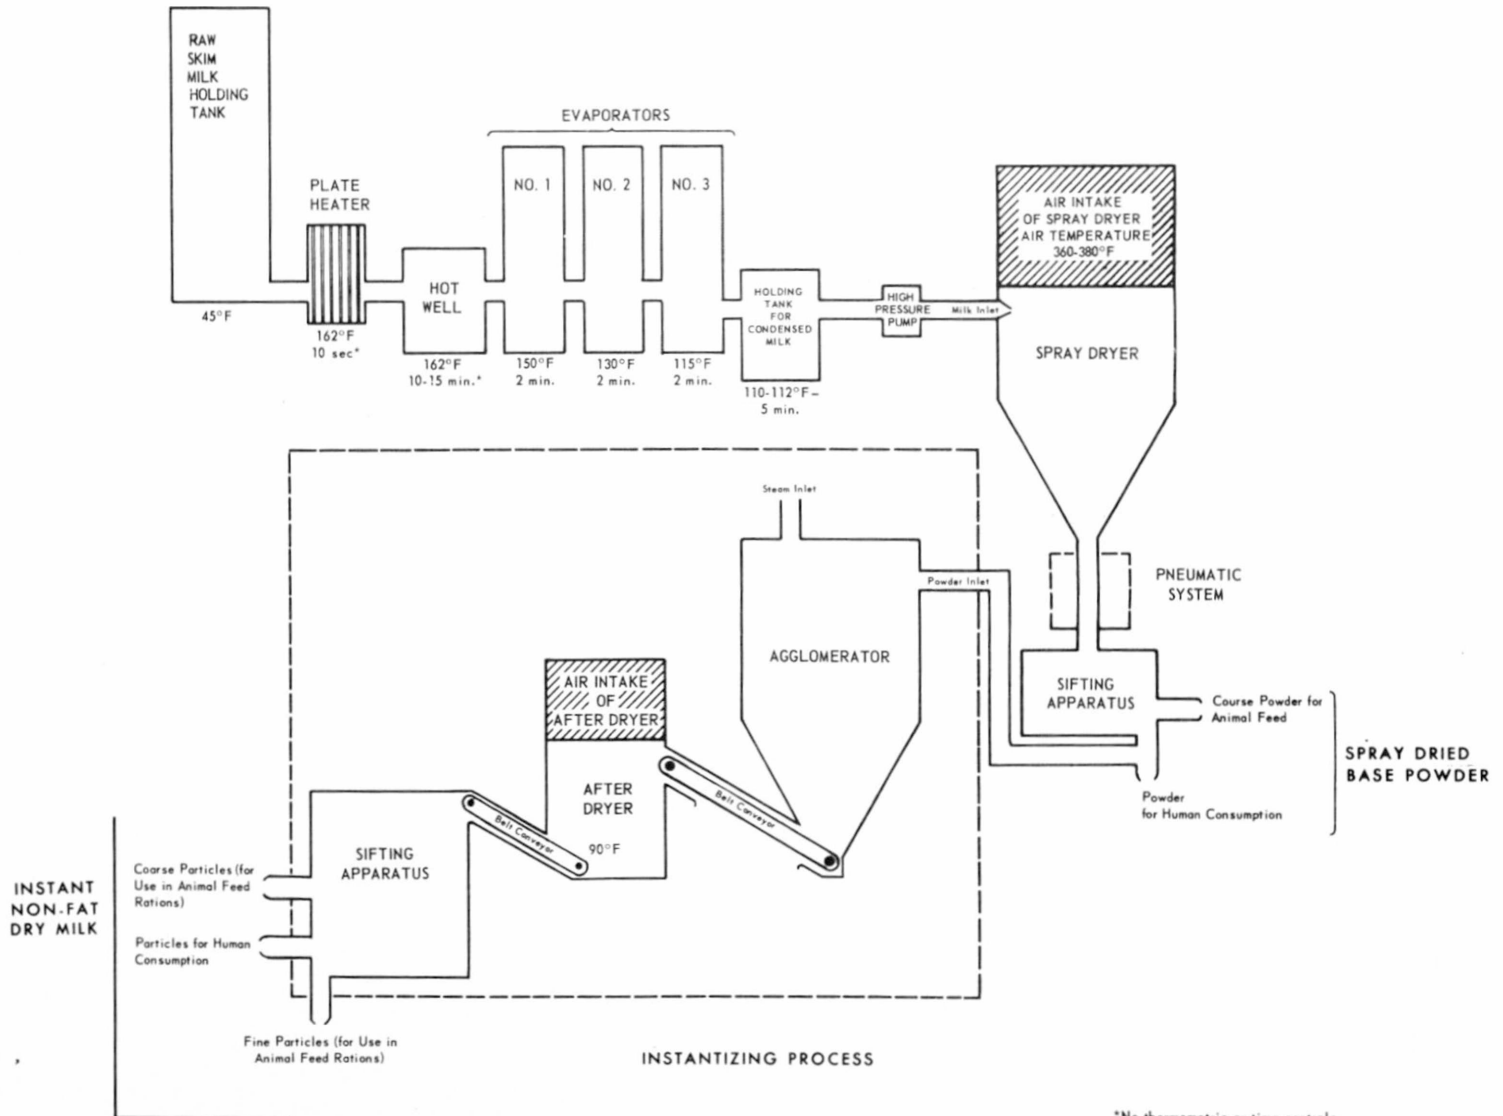 RAW
SKIM
MILK
HOLDING
TANK
45°F
PLATE
HEATER
162°F
10 sec*
HOT
WELL
162°F
10-15 min.*
EVAPORATORS
NO. 1
150°F
2 min.
NO. 2
130°F
2 min.
NO. 3
115°F
2 min.
HOLDING
TANK
FOR
CONDENSED
MILK
110-112°F–
5 min.
HIGH
PRESSURE
PUMP
Milk Inlet
AIR INTAKE
OF SPRAY DRYER
AIR TEMPERATURE
360-380°F
SPRAY DRYER
PNEUMATIC
SYSTEM
SIFTING
APPARATUS
Course Powder for
Animal Feed
Powder
for Human Consumption
SPRAY DRIED
BASE POWDER
Steam Inlet
Powder Inlet
AGGLOMERATOR
Belt Conveyor
AIR INTAKE
OF
AFTER DRYER
AFTER
DRYER
90°F
Belt Conveyor
SIFTING
APPARATUS
Coarse Particles (for
Use in Animal Feed
Rations)
Particles for Human
Consumption
Fine Particles (for Use in
Animal Feed Rations)
INSTANT
NON-FAT
DRY MILK
INSTANTIZING PROCESS